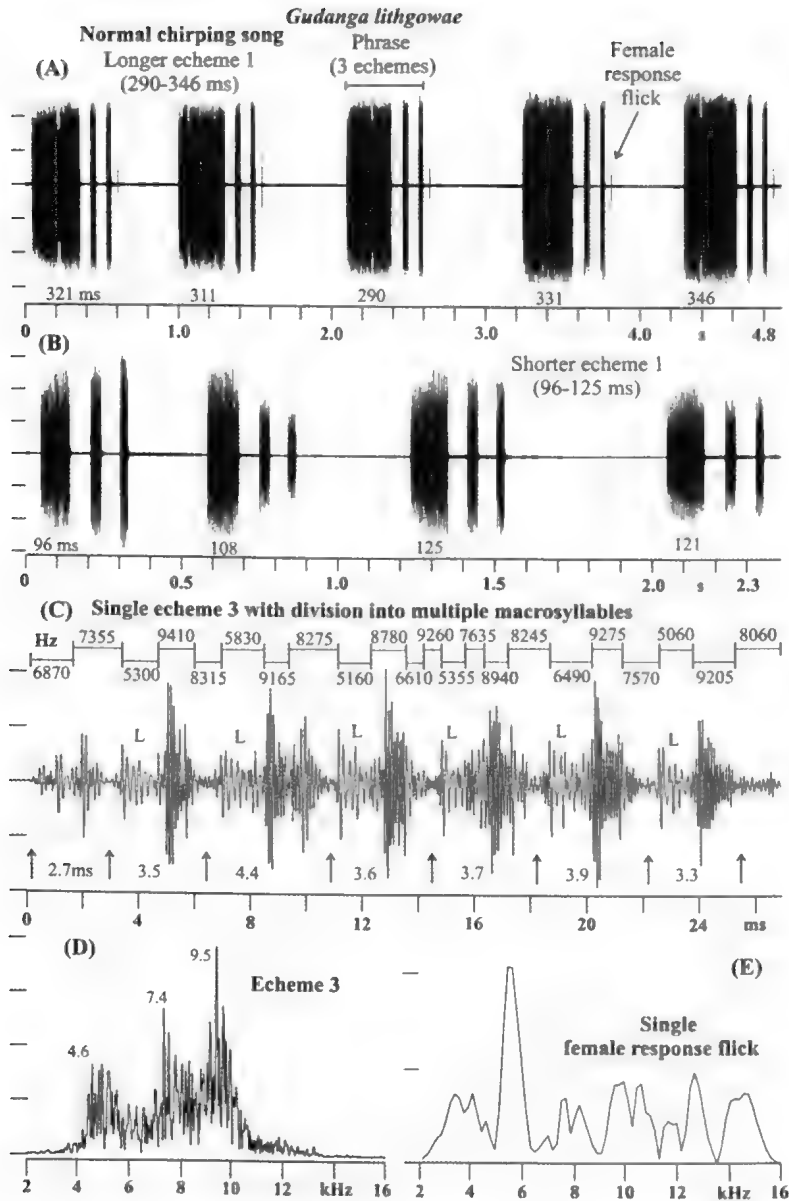 Gudanga lithgowae
Normal chirping song
(A)
Longer echeme 1
(290-346 ms)
Phrase
(3 echemes)
Female
response
flick
321 ms 311 290 331 346
0 1.0 2.0 3.0 4.0 s 4.8
(B)
Shorter echeme 1
(96-125 ms)
96 ms 108 125 121
0 0.5 1.0 1.5 2.0 s 2.3
(C) Single echeme 3 with division into multiple macrosyllables
Hz 7355 9410 5830 8275 8780 9260 7635 8245 9275 5060 8060
6870 5300 8315 9165 5160 6610 5355 8940 6490 7570 9205
L L L L L L
2.7ms 3.5 4.4 3.6 3.7 3.9 3.3
0 4 8 12 16 20 24 ms
(D)
9.5
Echeme 3
7.4
4.6
2 4 6 8 10 12 kHz 16
(E)
Single
female response flick
2 4 6 8 10 12 kHz 16